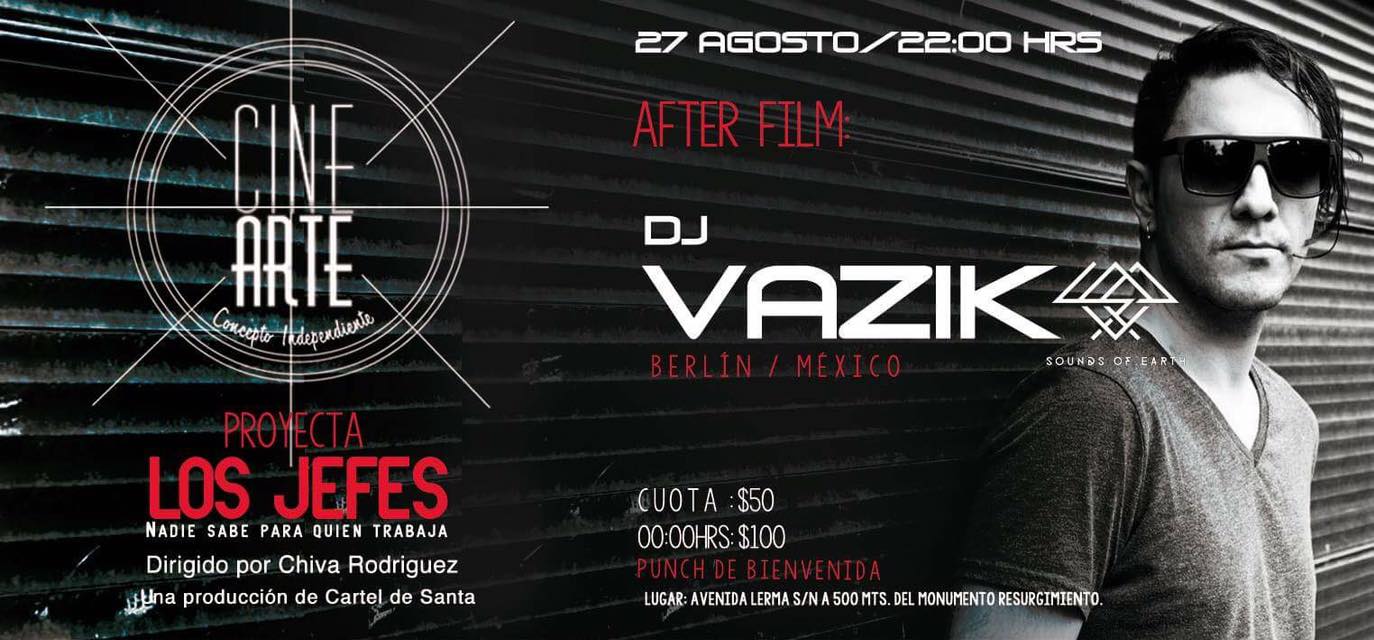 CINE
ARTE
Concepto Independiente
PROYECTA
LOS JEFES
NADIE SABE PARA QUIEN TRABAJA
Dirigido por Chiva Rodriguez
Una producción de Cartel de Santa
27 AGOSTO/22:00 HRS
AFTER FILM:
DJ
VAZIK
SOUNDS OF EARTH
BERLÍN / MÉXICO
CUOTA :$50
00:00HRS: $100
PUNCH DE BIENVENIDA
LUGAR: AVENIDA LERMA S/N A 500 MTS. DEL MONUMENTO RESURGIMIENTO.